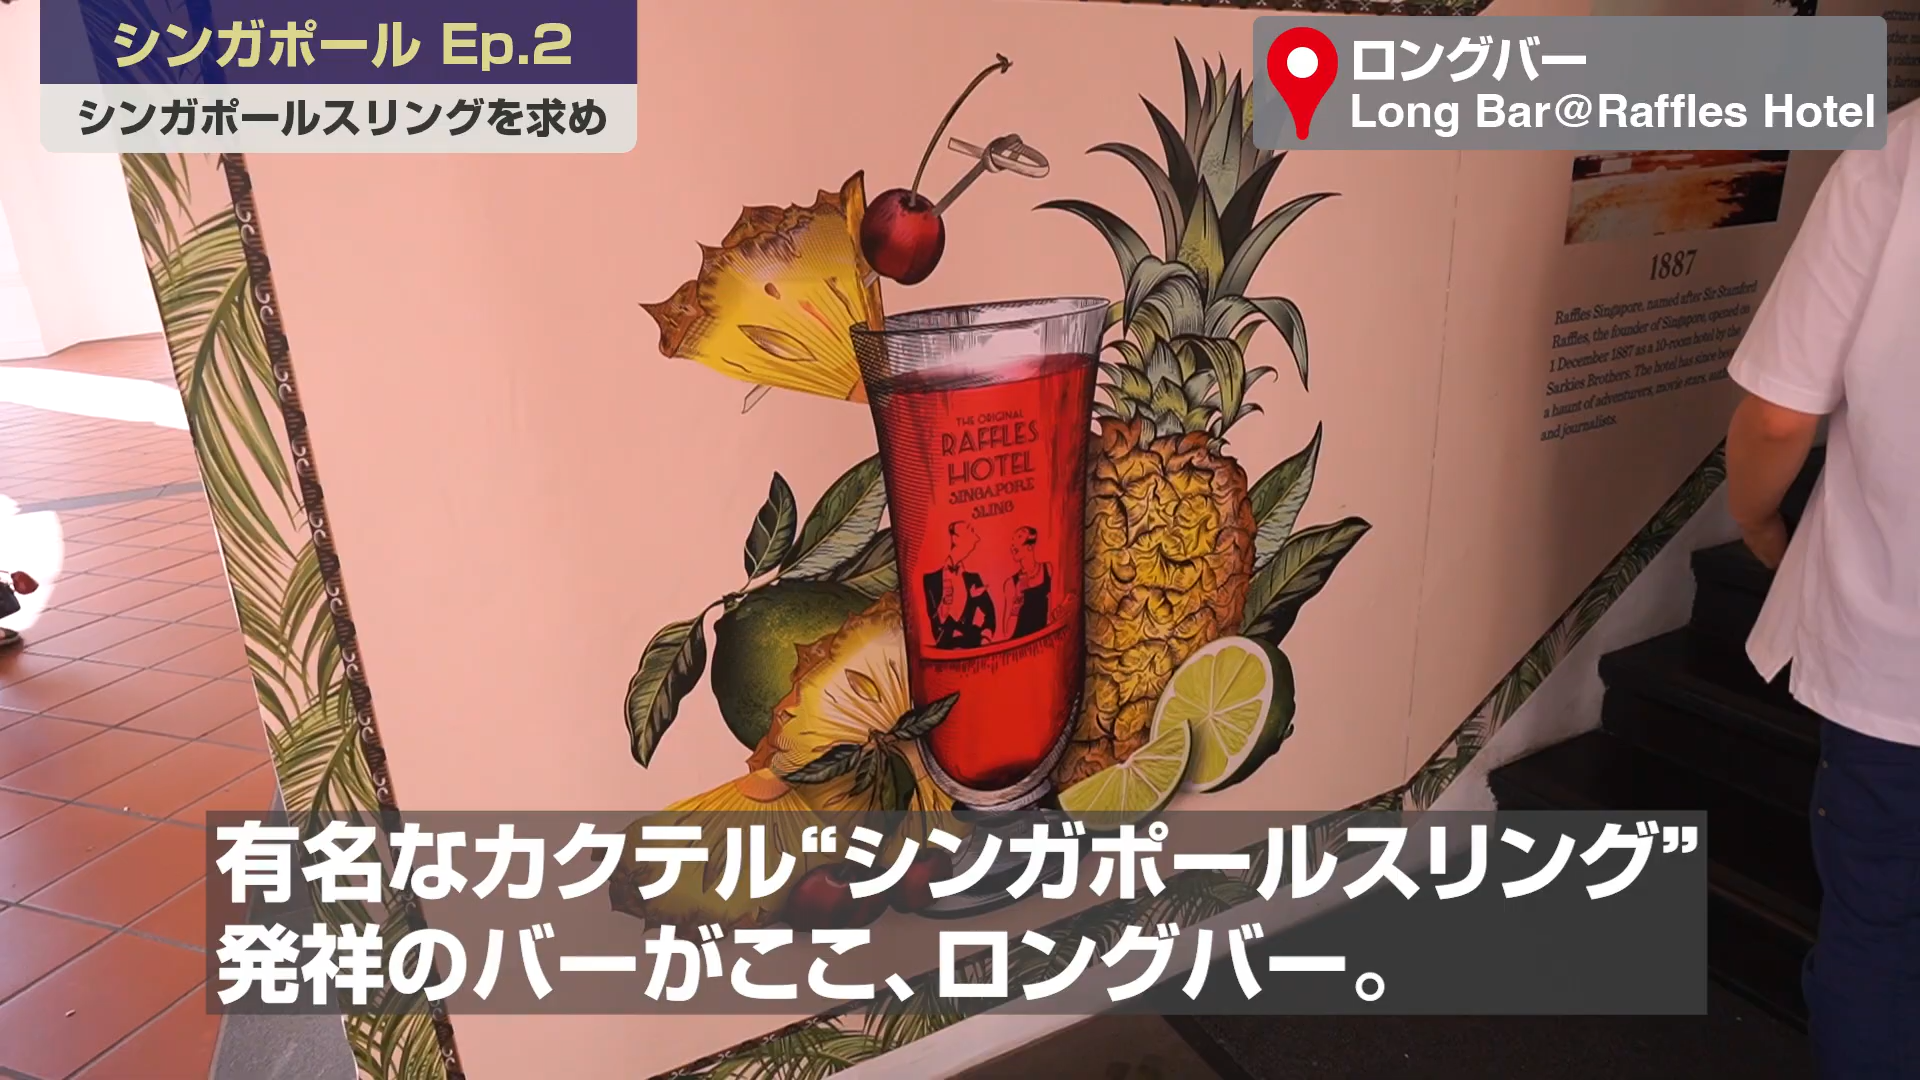 シンガポール Ep.2
シンガポールスリングを求め
ロングバー
Long Bar@Raffles Hotel
1887
Raffles Singapore, named after Sir Stamford
Raffles, the founder of Singapore, opened on
1 December 1887 as a 10-room hotel by the
Sarkies Brothers. The hotel has since
a haunt of adventurers, movie stars,
and journalists.
THE ORIGINAL
RAFFLES
HOTEL
SINGAPORE
SLING
有名なカクテル“シンガポールスリング”
発祥のバーがここ、ロングバー。